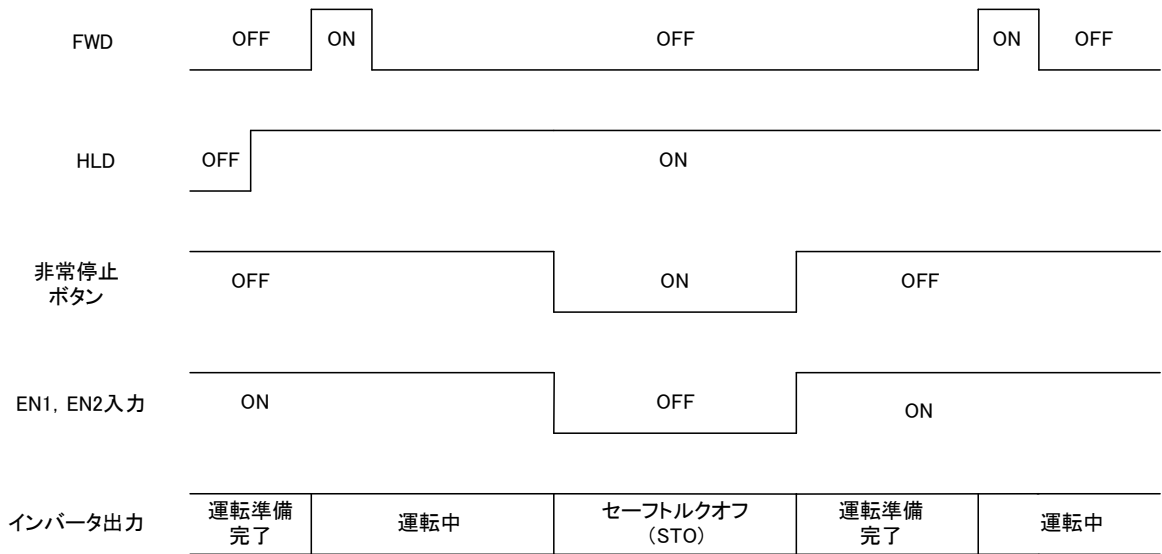 FWD OFF ON OFF ON OFF
HLD OFF ON
非常停止
ボタン
OFF ON OFF
EN1, EN2入力 ON OFF ON
インバータ出力
運転準備
完了
運転中
セーフトルクオフ
(STO)
運転準備
完了
運転中